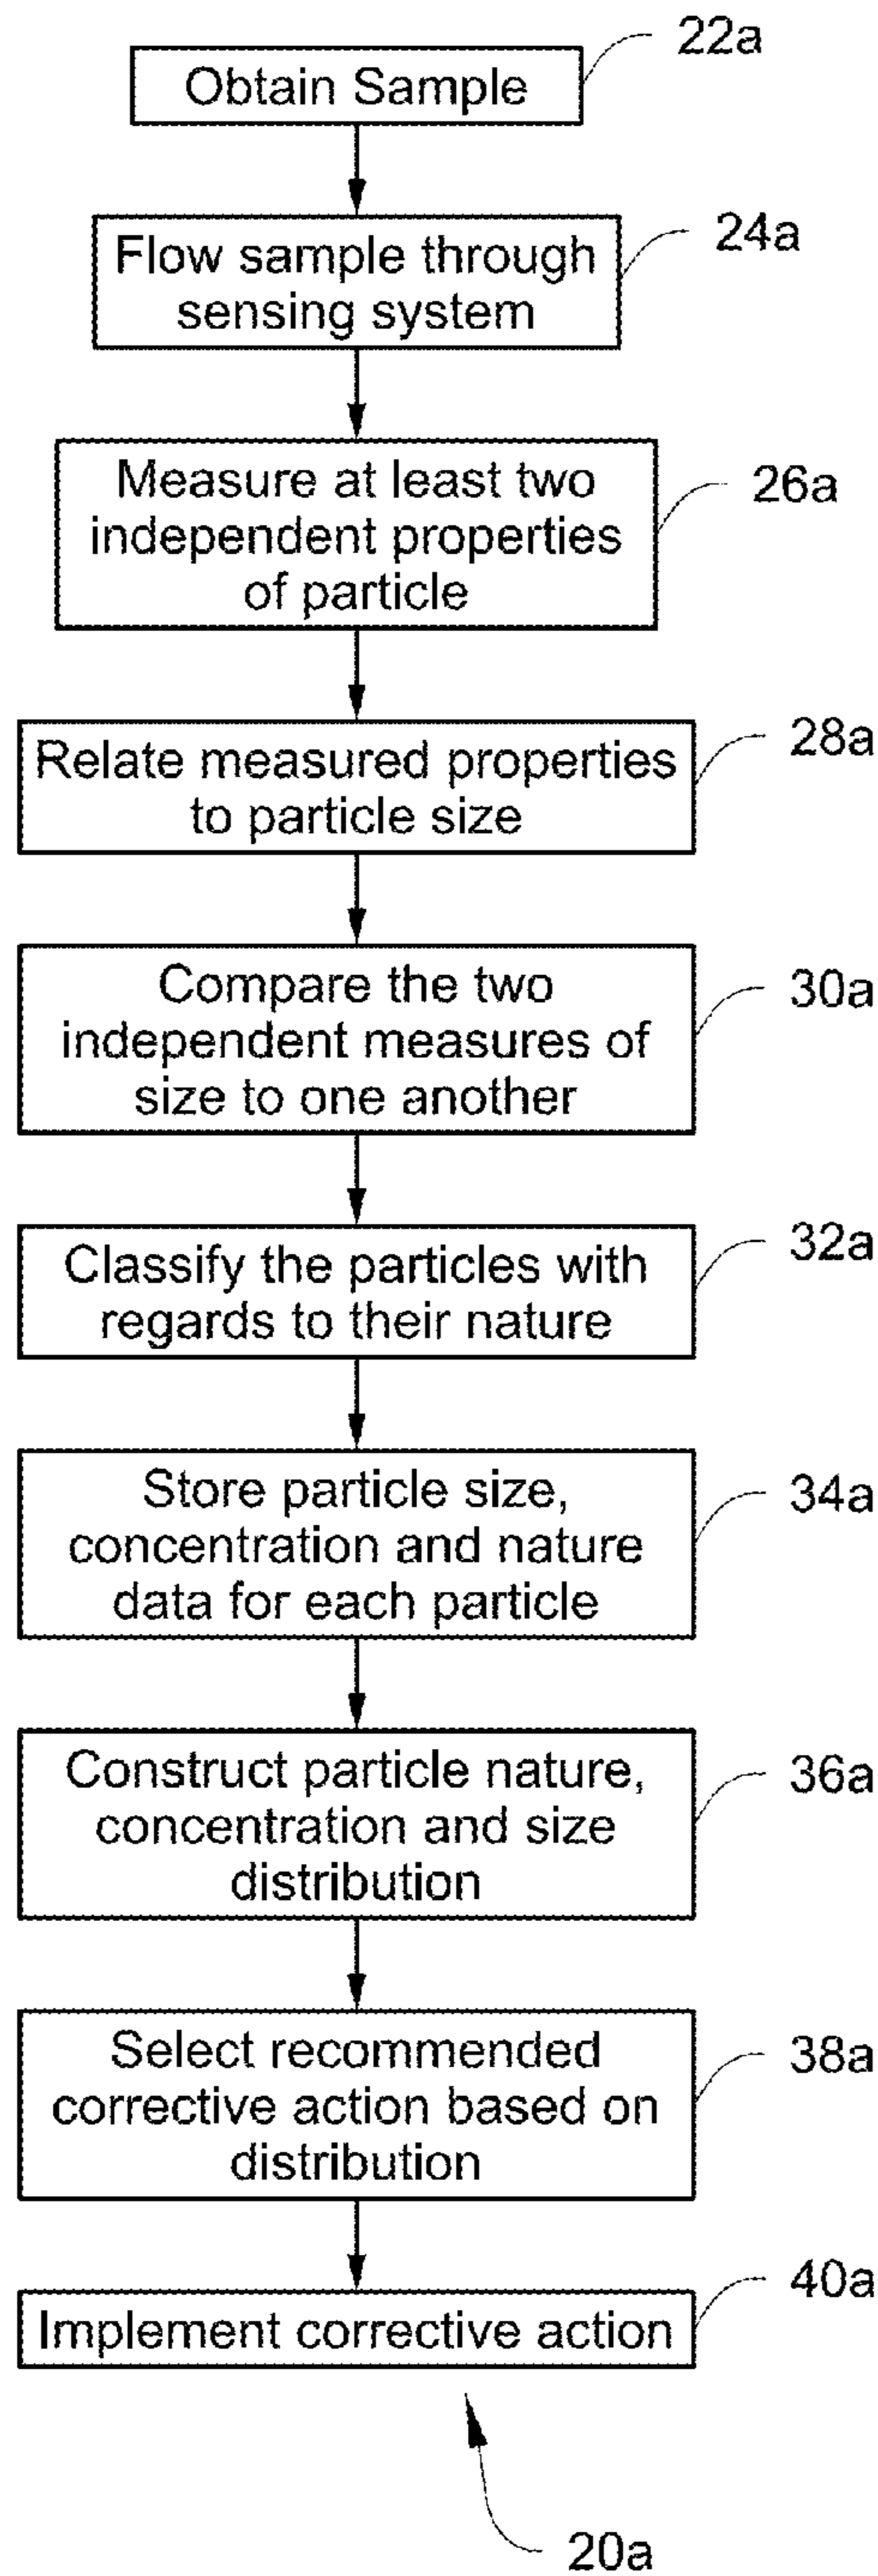 Obtain Sample
22a
Flow sample through
sensing system
24a
Measure at least two
independent properties
of particle
26a
Relate measured properties
to particle size
28a
Compare the two
independent measures of
size to one another
30a
Classify the particles with
regards to their nature
32a
Store particle size,
concentration and nature
data for each particle
34a
Construct particle nature,
concentration and size
distribution
36a
Select recommended
corrective action based on
distribution
38a
Implement corrective action
40a
20a